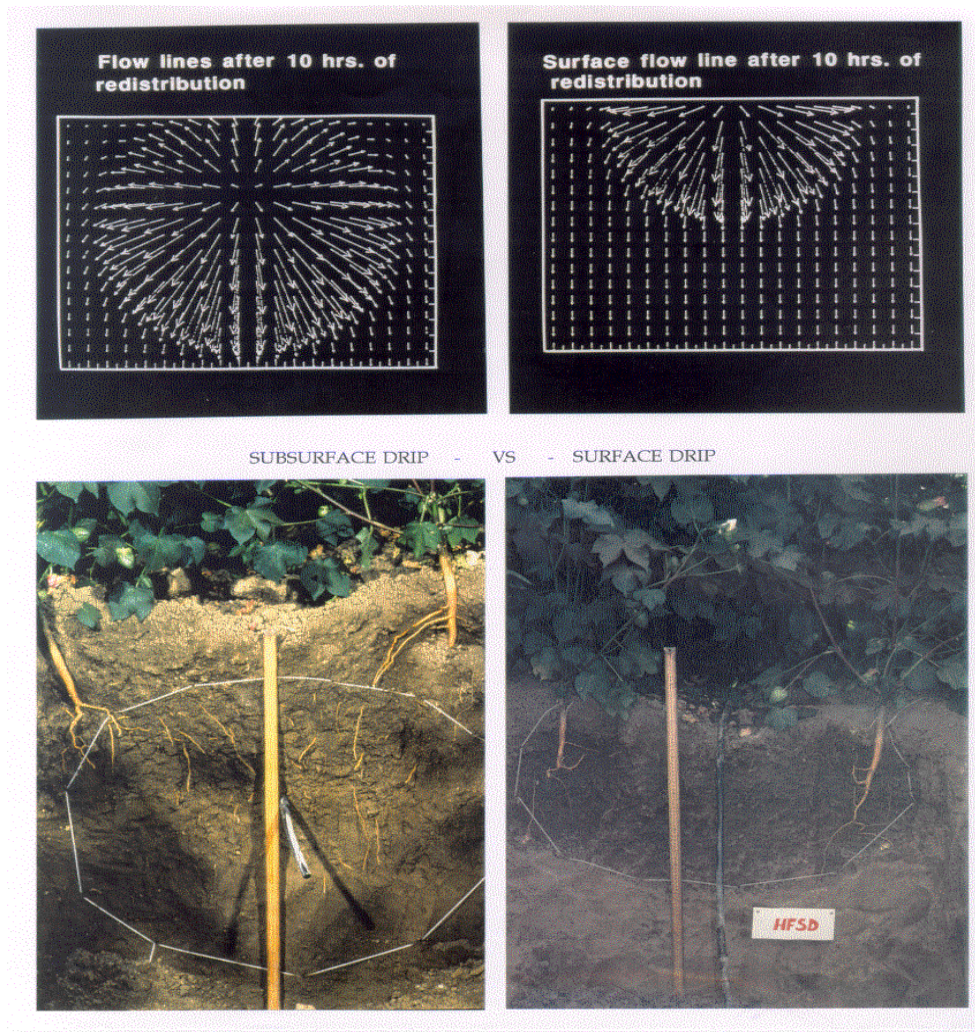 Flow lines after 10 hrs. of
redistribution
Surface flow line after 10 hrs. of
redistribution
SUBSURFACE DRIP - VS - SURFACE DRIP
HFSD